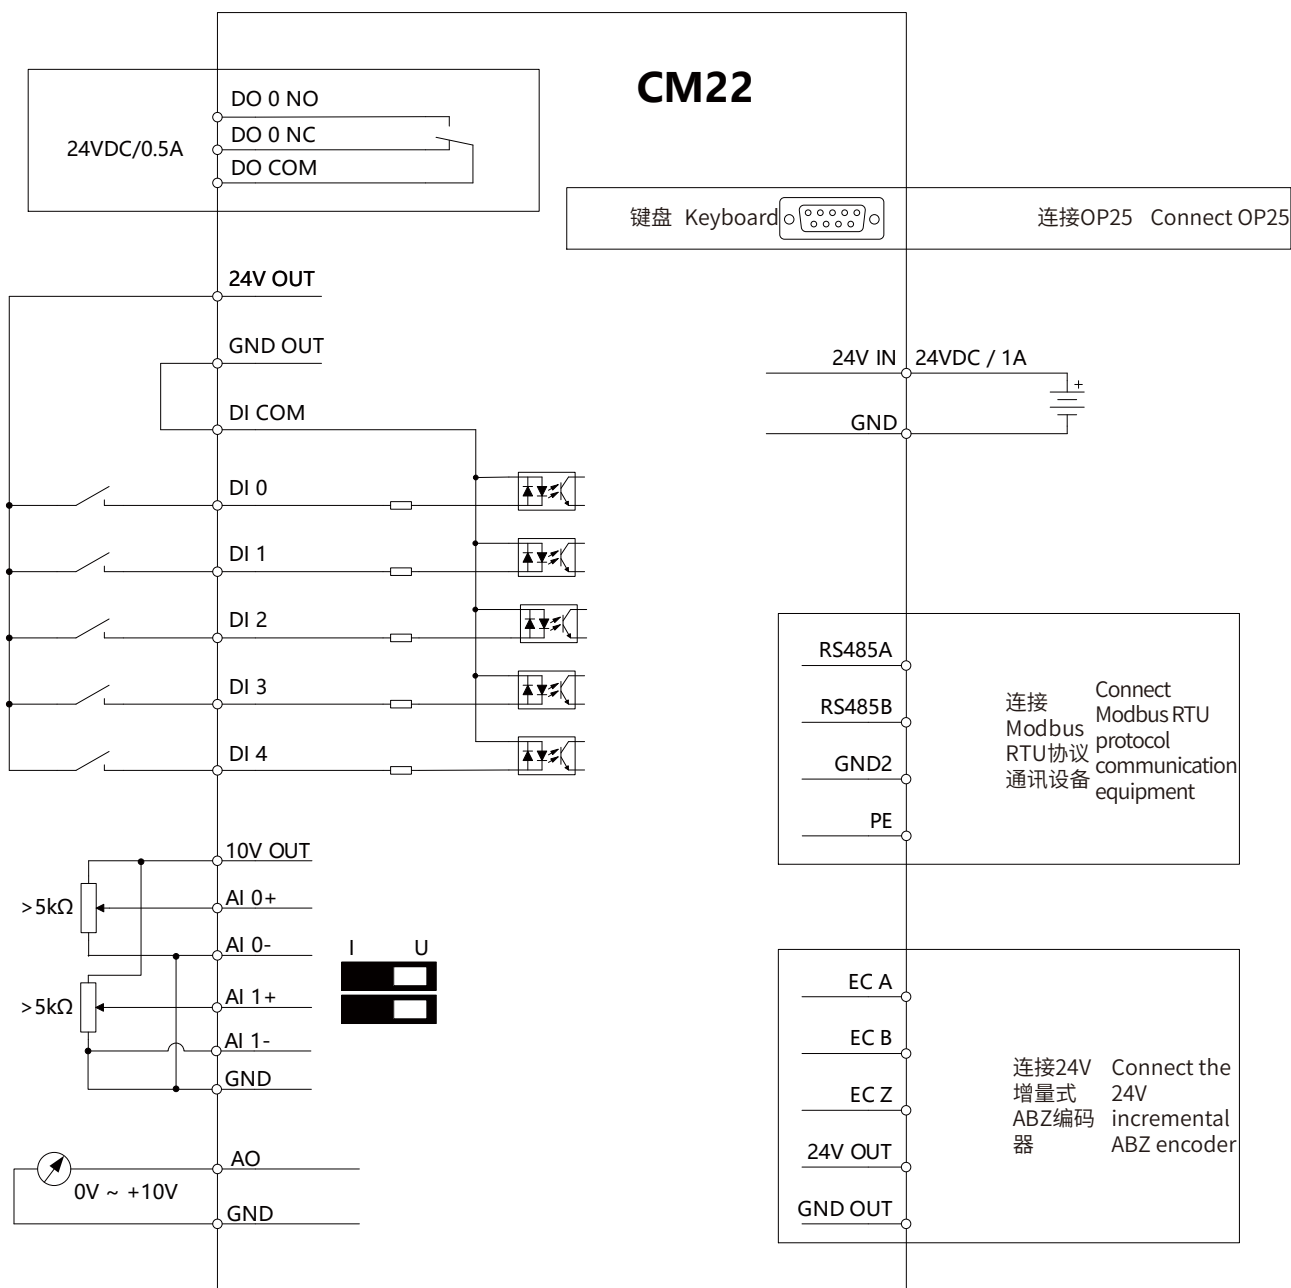 CM22
DO 0 NO
DO 0 NC
DO COM
24VDC/0.5A
键盘 Keyboard
连接OP25 Connect OP25
24V OUT
GND OUT
DI COM
DI 0
DI 1
DI 2
DI 3
DI 4
24V IN
24VDC / 1A
+
GND
RS485A
RS485B
GND2
PE
连接
Modbus
RTU协议
通讯设备
Connect
Modbus RTU
protocol
communication
equipment
10V OUT
>5kΩ
AI 0+
AI 0-
I U
>5kΩ
AI 1+
AI 1-
GND
AO
0V ~ +10V
GND
EC A
EC B
EC Z
24V OUT
GND OUT
连接24V
增量式
ABZ编码
器
Connect the
24V
incremental
ABZ encoder